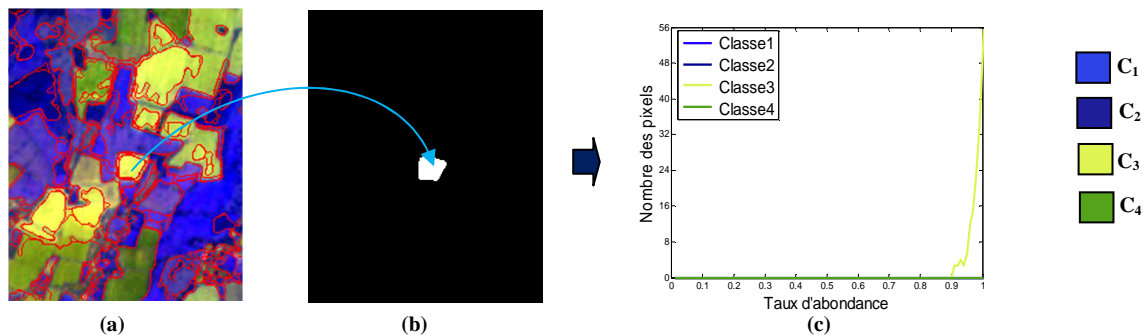 56
48
40
32
24
16
8
0
Nombre des pixels
Classe1
Classe2
Classe3
Classe4
0 0.1 0.2 0.3 0.4 0.5 0.6 0.7 0.8 0.9 1
Taux d'abondance
C1
C2
C3
C4
(a)
(b)
(c)